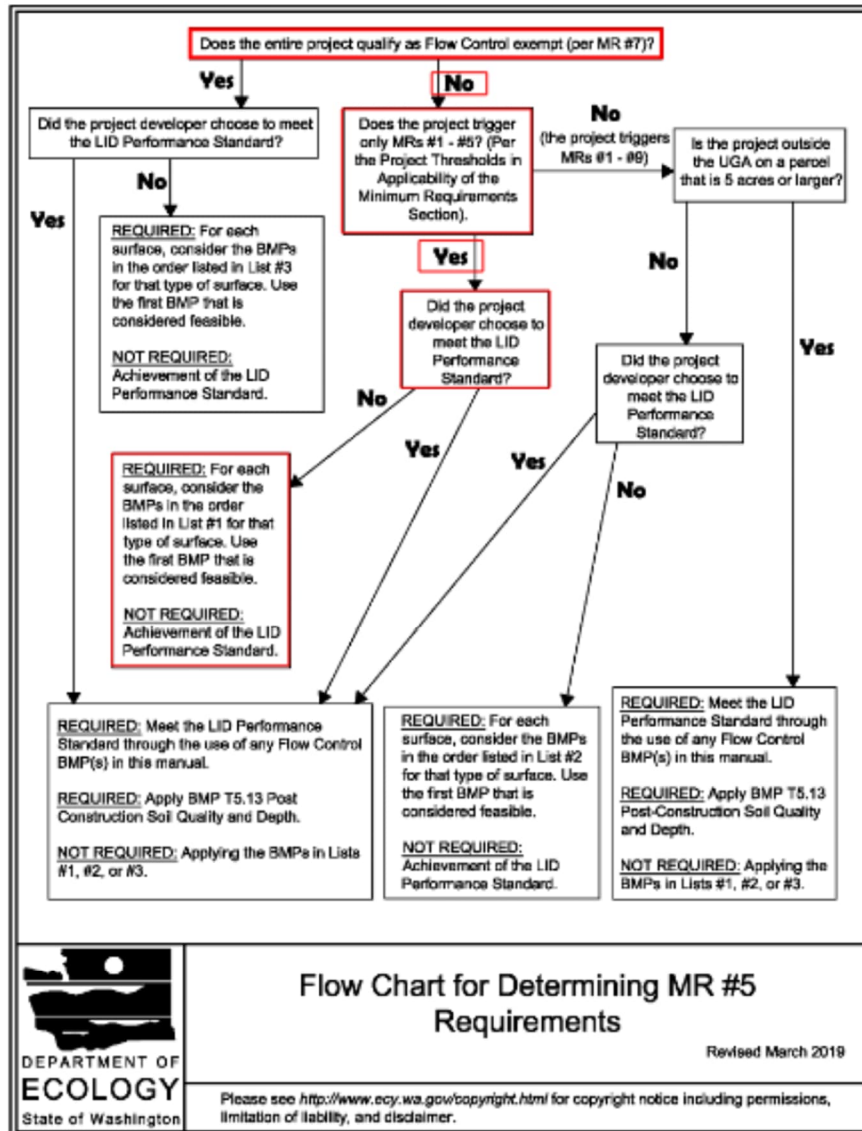 Does the entire project qualify as Flow Control exempt (per MR #7)?
Yes
No
Did the project developer choose to meet
the LID Performance Standard?
Does the project trigger
only MRs #1 - #5? (Per
the Project Thresholds in
Applicability of the
Minimum Requirements
Section).
No
(the project triggers
MRs #1 - #9)
Is the project outside
the UGA on a parcel
that is 5 acres or larger?
Yes
No
REQUIRED: For each
surface, consider the BMPs
in the order listed in List #3
for that type of surface. Use
the first BMP that is
considered feasible.
NOT REQUIRED:
Achievement of the LID
Performance Standard.
Yes
No
Yes
Did the project
developer choose to
meet the LID
Performance
Standard?
Did the project
developer choose to
meet the LID
Performance
Standard?
No
Yes
Yes
No
REQUIRED: For each
surface, consider the
BMPs in the order
listed in List #1 for that
type of surface. Use
the first BMP that is
considered feasible.
NOT REQUIRED:
Achievement of the LID
Performance Standard.
REQUIRED: Meet the LID Performance
Standard through the use of any Flow Control
BMP(s) in this manual.
REQUIRED: Apply BMP T5.13 Post
Construction Soil Quality and Depth.
NOT REQUIRED: Applying the BMPs in Lists
#1, #2, or #3.
REQUIRED: For each
surface, consider the BMPs
in the order listed in List #2
for that type of surface. Use
the first BMP that is
considered feasible.
NOT REQUIRED:
Achievement of the LID
Performance Standard.
REQUIRED: Meet the LID
Performance Standard through
the use of any Flow Control
BMP(s) in this manual.
REQUIRED: Apply BMP T5.13
Post-Construction Soil Quality
and Depth.
NOT REQUIRED: Applying the
BMPs in Lists #1, #2, or #3.
DEPARTMENT OF
ECOLOGY
State of Washington
Flow Chart for Determining MR #5
Requirements
Revised March 2019
Please see http://www.ecy.wa.gov/copyright.html for copyright notice including permissions,
limitation of liability, and disclaimer.